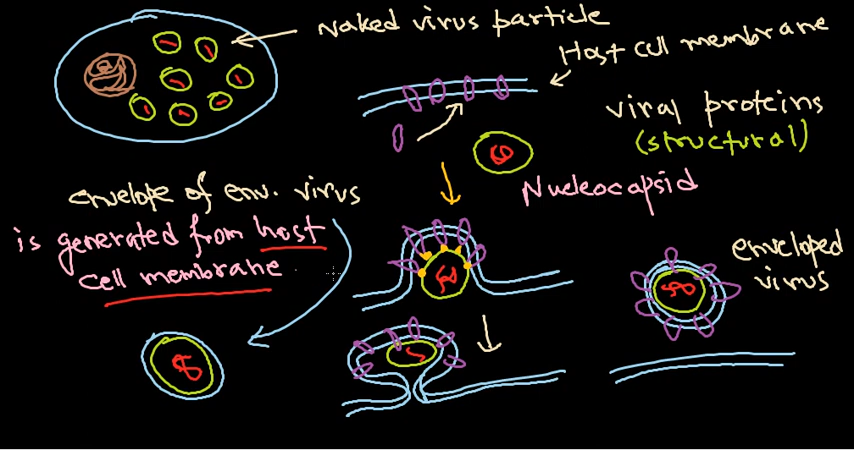 Naked virus particle
Host cell membrane
viral proteins
(structural)
Nucleocapsid
envelope of env. virus
is generated from host
cell membrane
enveloped
virus